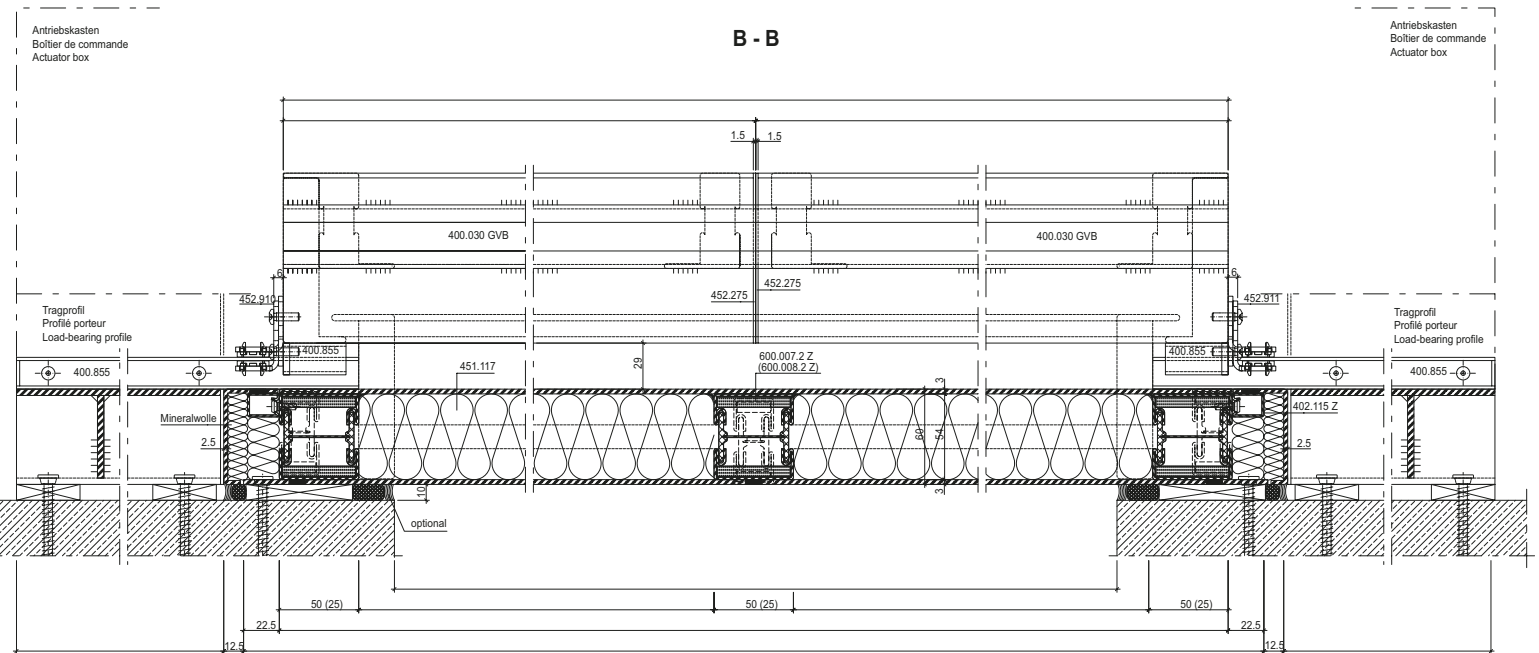 Antriebskasten
Boîtier de commande
Actuator box
B - B
Antriebskasten
Boîtier de commande
Actuator box
1.5
1.5
400.030 GVB
400.030 GVB
6
6
452.275
452.275
452.910
452.911
Tragprofil
Profilé porteur
Load-bearing profile
Tragprofil
Profilé porteur
Load-bearing profile
400.855
400.855
400.855
400.855
451.117
29
600.007.2 Z
(600.008.2 Z)
3
Mineralwolle
402.115 Z
2.5
60
54
2.5
10
3
optional
50 (25)
50 (25)
50 (25)
22.5
22.5
12.5
12.5